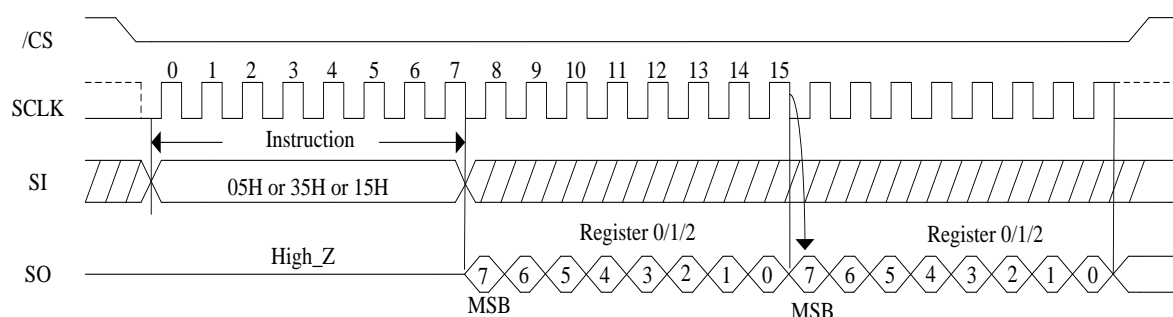 /CS
0 1 2 3 4 5 6 7 8 9 10 11 12 13 14 15
SCLK
Instruction
SI
05H or 35H or 15H
Register 0/1/2 Register 0/1/2
High_Z
SO
7 6 5 4 3 2 1 0 7 6 5 4 3 2 1 0
MSB MSB